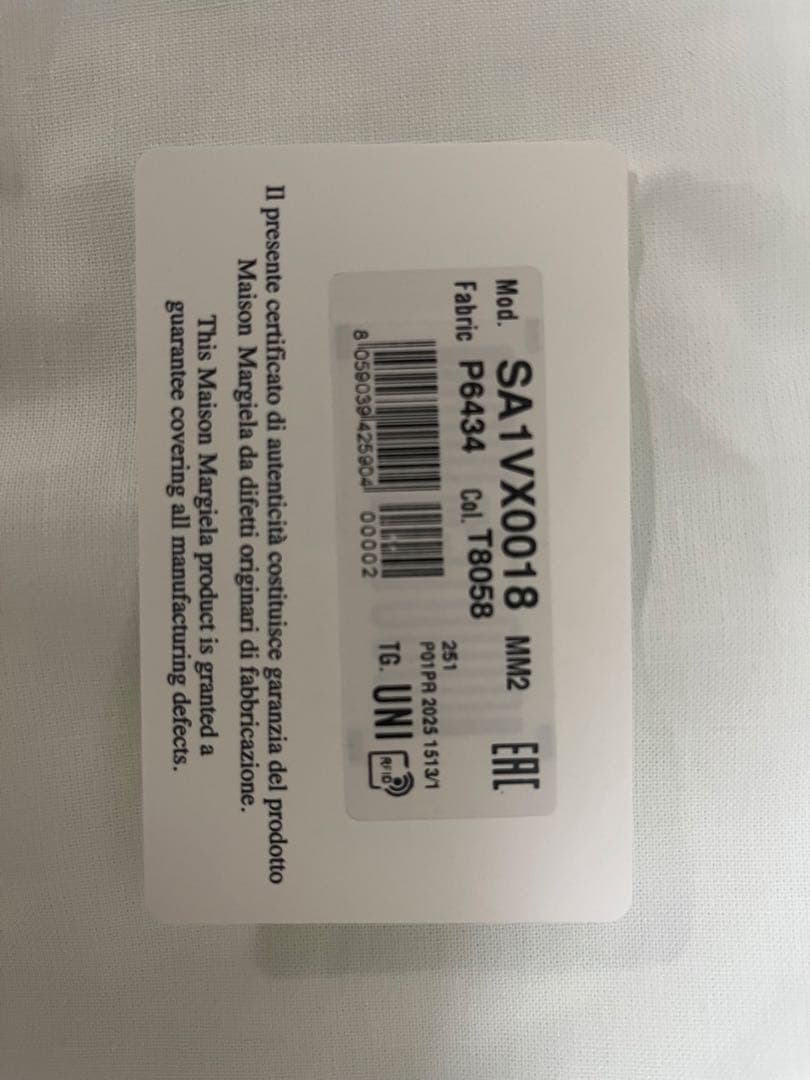 Mod. SA1VX0018 MM2 EAC
Fabric P6434 Col. T8058
251
P01PR 2025 1513/1
8 059039 425904 00002
TG. UNI RFID
Il presente certificato di autenticità costituisce garanzia del prodotto
Maison Margiela da difetti originari di fabbricazione.
This Maison Margiela product is granted a
guarantee covering all manufacturing defects.